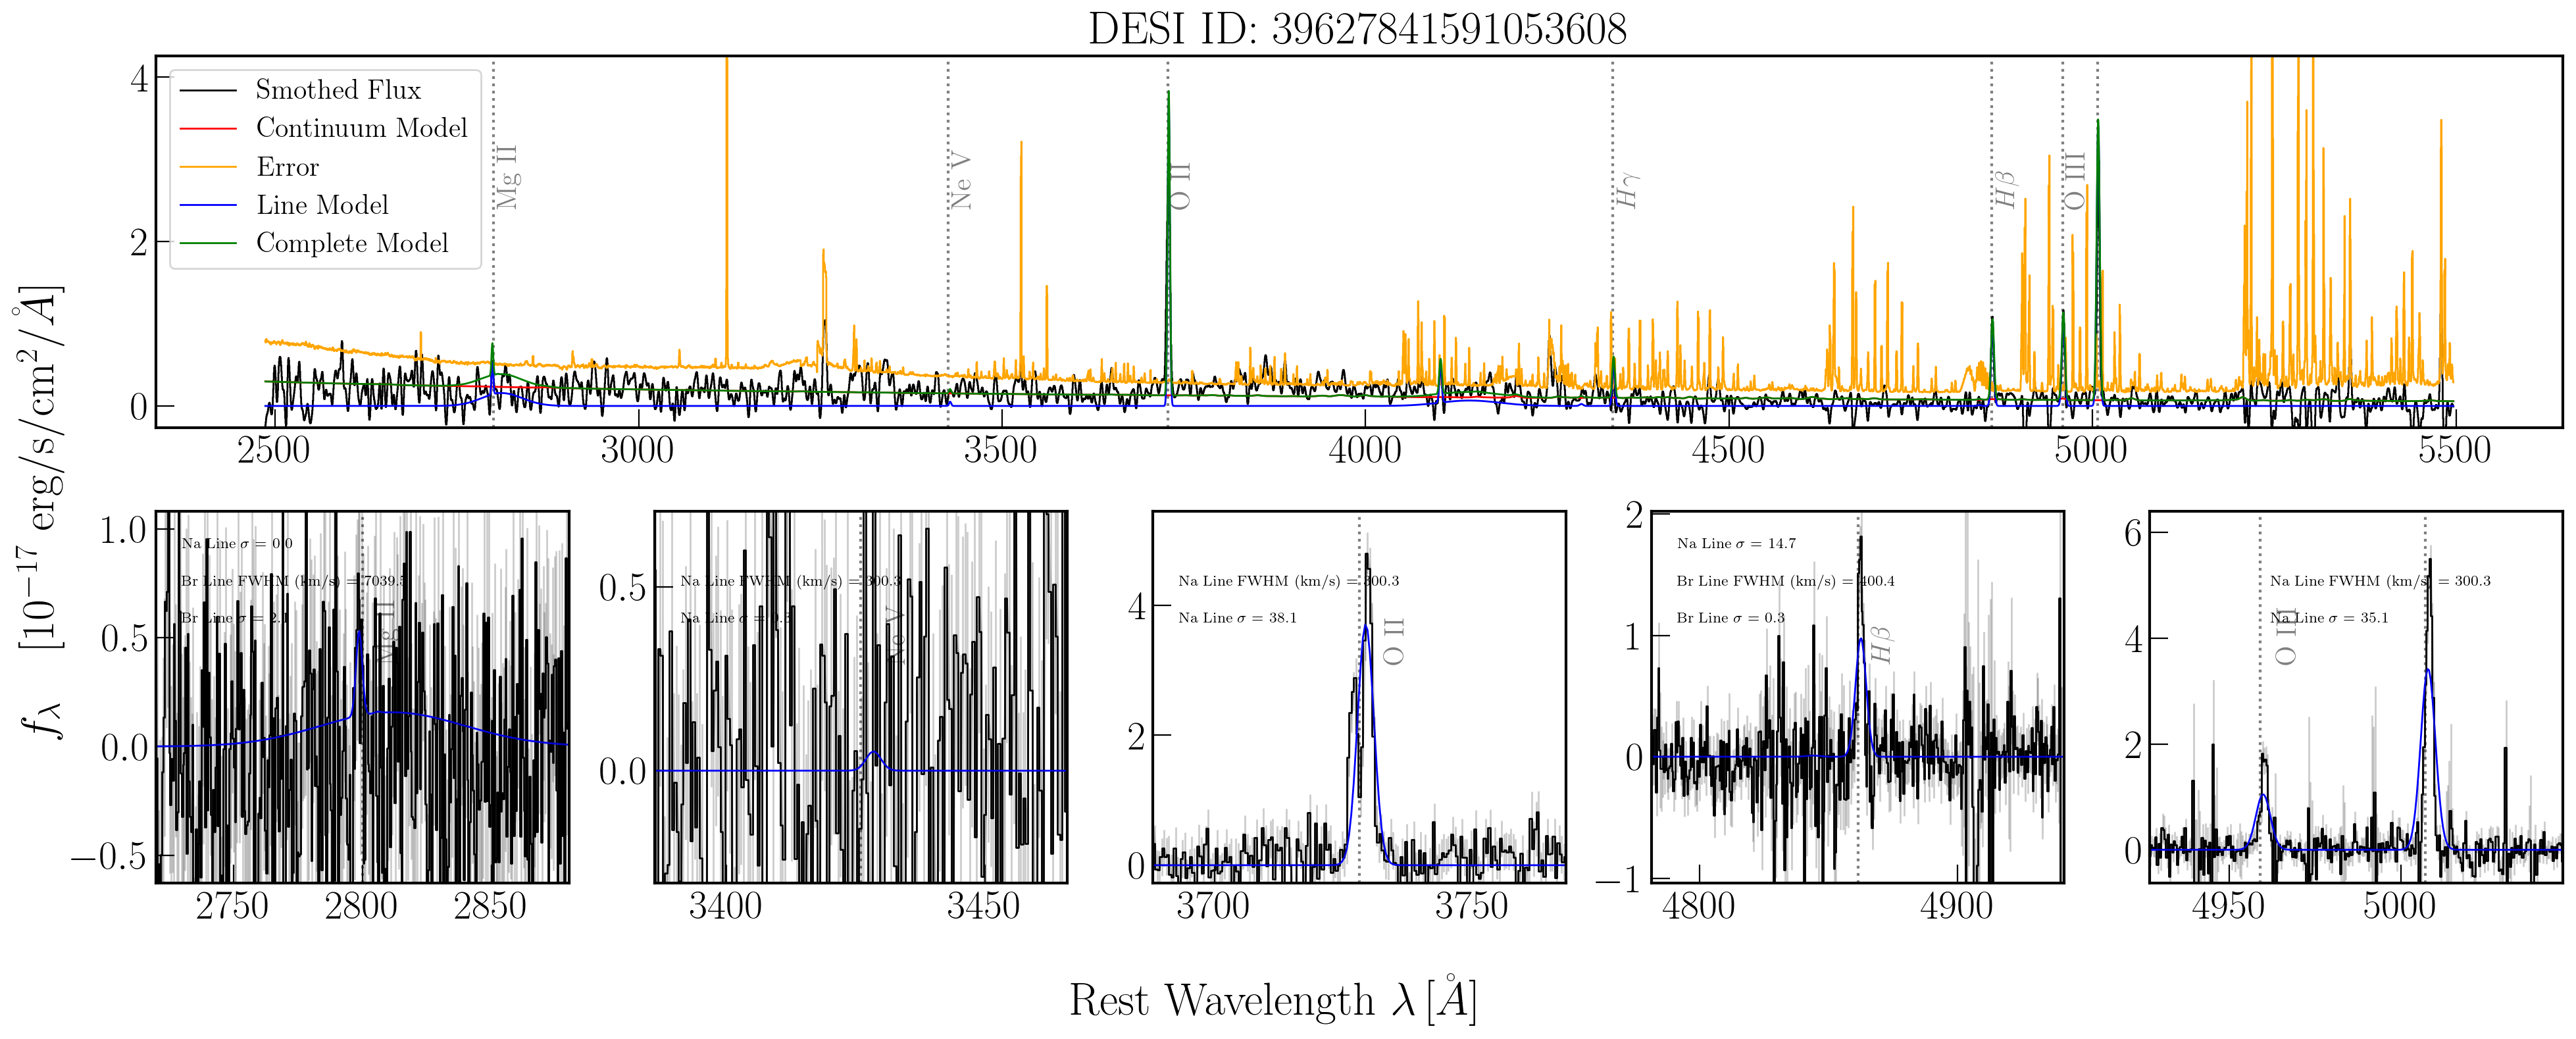 DESI ID: 39627841591053608
Smothed Flux
Continuum Model
Error
Line Model
Complete Model
Mg II
Ne V
O II
Hγ
Hβ
O III
4
2
0
2500 3000 3500 4000 4500 5000 5500
f_λ [10^{-17} erg/s/cm^2/Å]
1.0
0.5
0.0
−0.5
Na Line σ = 0.0
Br Line FWHM (km/s) = 7039.5
Br Line σ = 2.1
Mg II
2750 2800 2850
0.5
0.0
Na Line FWHM (km/s) = 300.3
Na Line σ = 0.3
Ne V
3400 3450
4
2
0
Na Line FWHM (km/s) = 300.3
Na Line σ = 38.1
O II
3700 3750
2
1
0
−1
Na Line σ = 14.7
Br Line FWHM (km/s) = 400.4
Br Line σ = 0.3
Hβ
4800 4900
6
4
2
0
Na Line FWHM (km/s) = 300.3
Na Line σ = 35.1
O III
4950 5000
Rest Wavelength λ [Å]